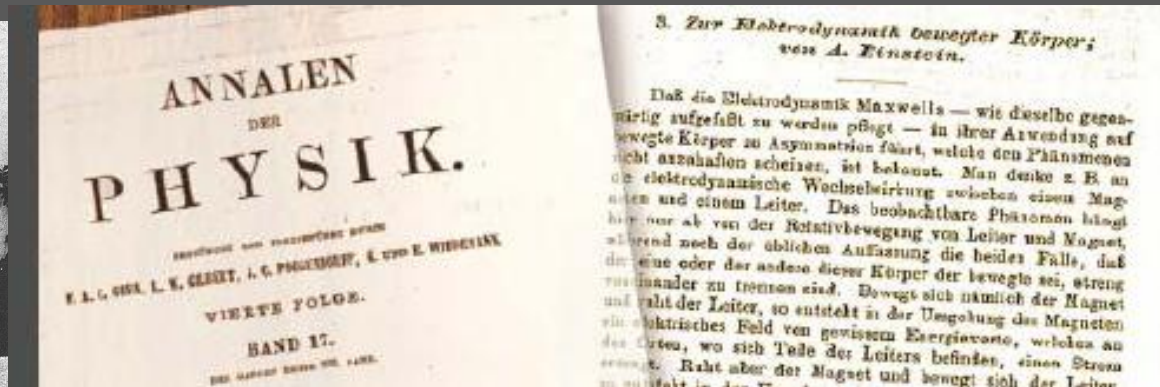 ANNALEN
DER
PHYSIK.
VIERTE FOLGE.
BAND 17.
3. Zur Elektrodynamik bewegter Körper;
von A. Einstein.
Daß die Elektrodynamik Maxwells — wie dieselbe gegen-
wärtig aufgefaßt zu werden pflegt — in ihrer Anwendung auf
bewegte Körper zu Asymmetrien führt, welche den Phänomenen
nicht anzuhaften scheinen, ist bekannt. Man denke z. B. an
die elektrodynamische Wechselwirkung zwischen einem Mag-
neten und einem Leiter. Das beobachtbare Phänomen hängt
hier nur ab von der Relativbewegung von Leiter und Magnet,
während nach der üblichen Auffassung die beiden Fälle, daß
der eine oder der andere dieser Körper der bewegte sei, streng
voneinander zu trennen sind. Bewegt sich nämlich der Magnet
und ruht der Leiter, so entsteht in der Umgebung des Magneten
ein elektrisches Feld von gewissem Energiewerte, welches an
den Orten, wo sich Teile des Leiters befinden, einen Strom
erzeugt. Ruht aber der Magnet und bewegt sich der Leiter,